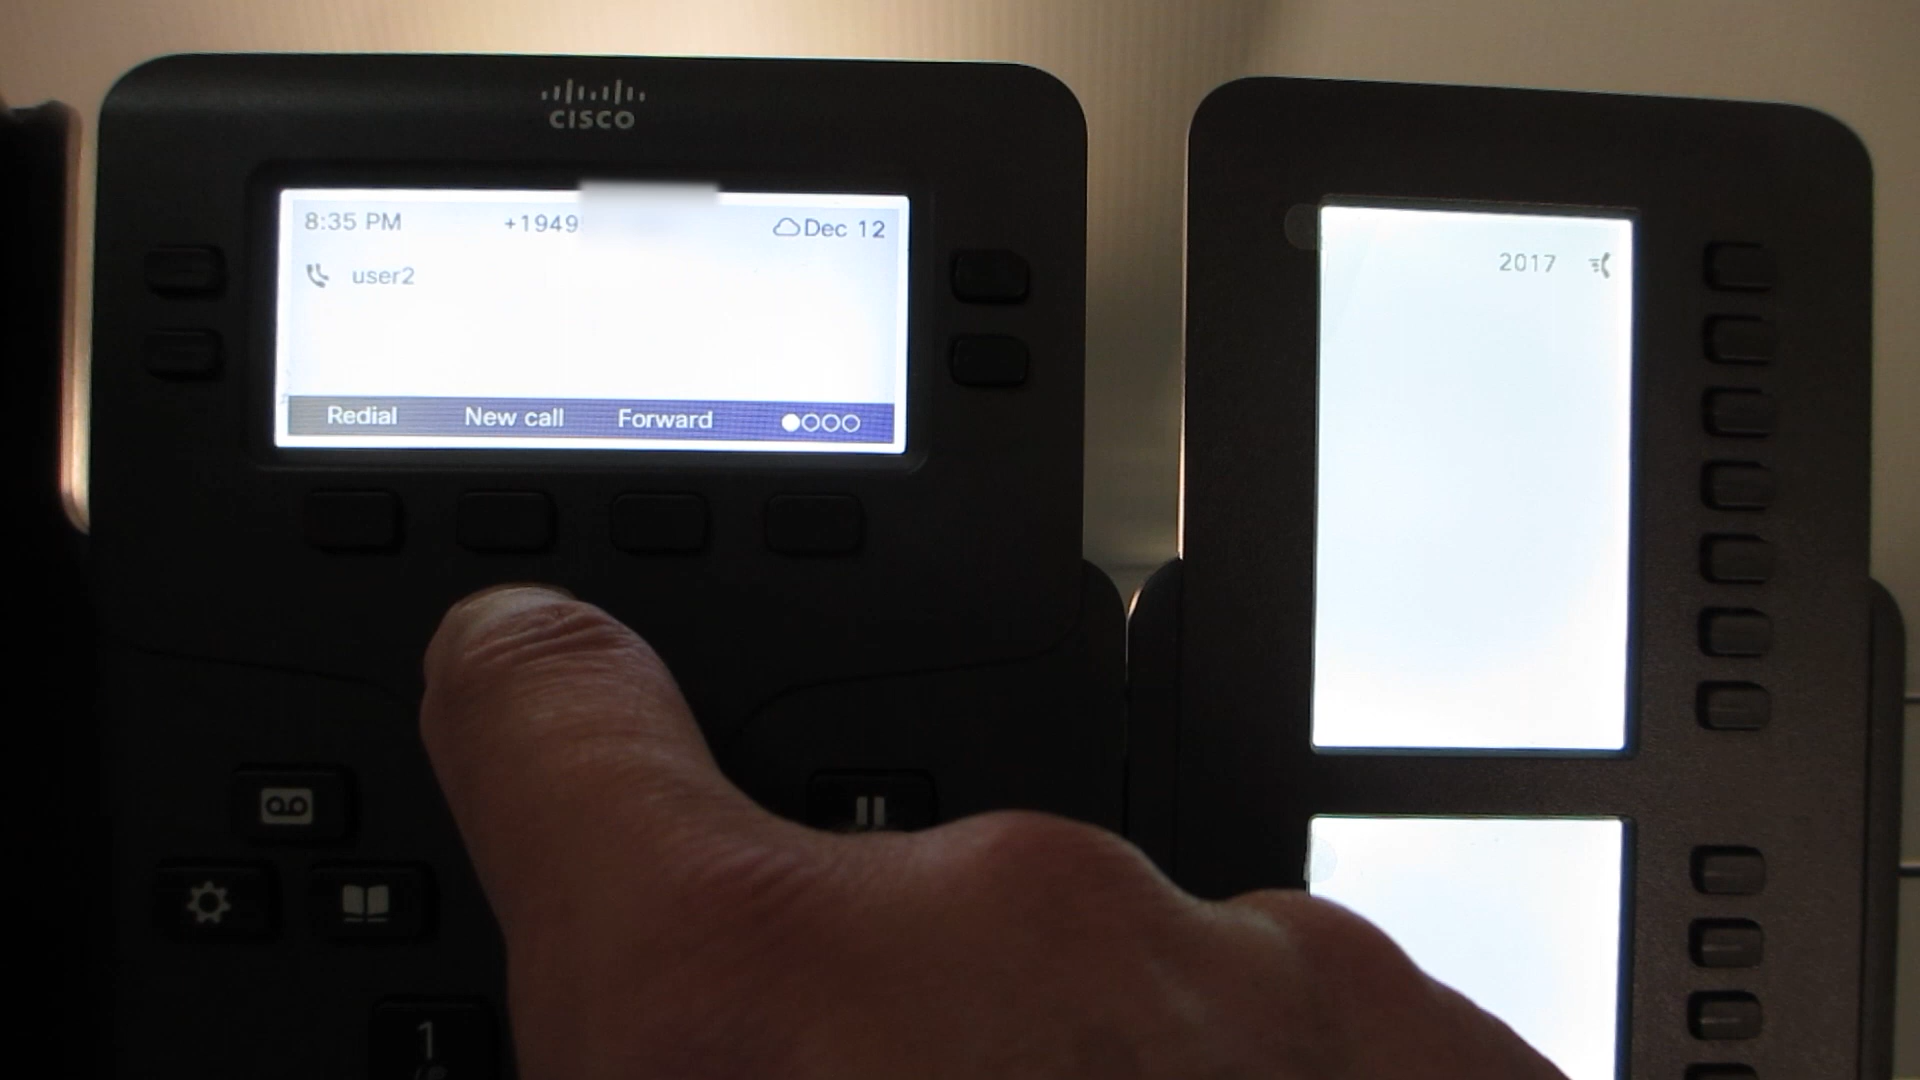 CISCO
8:35 PM +1949 Dec 12
user2
Redial New call Forward
2017
1